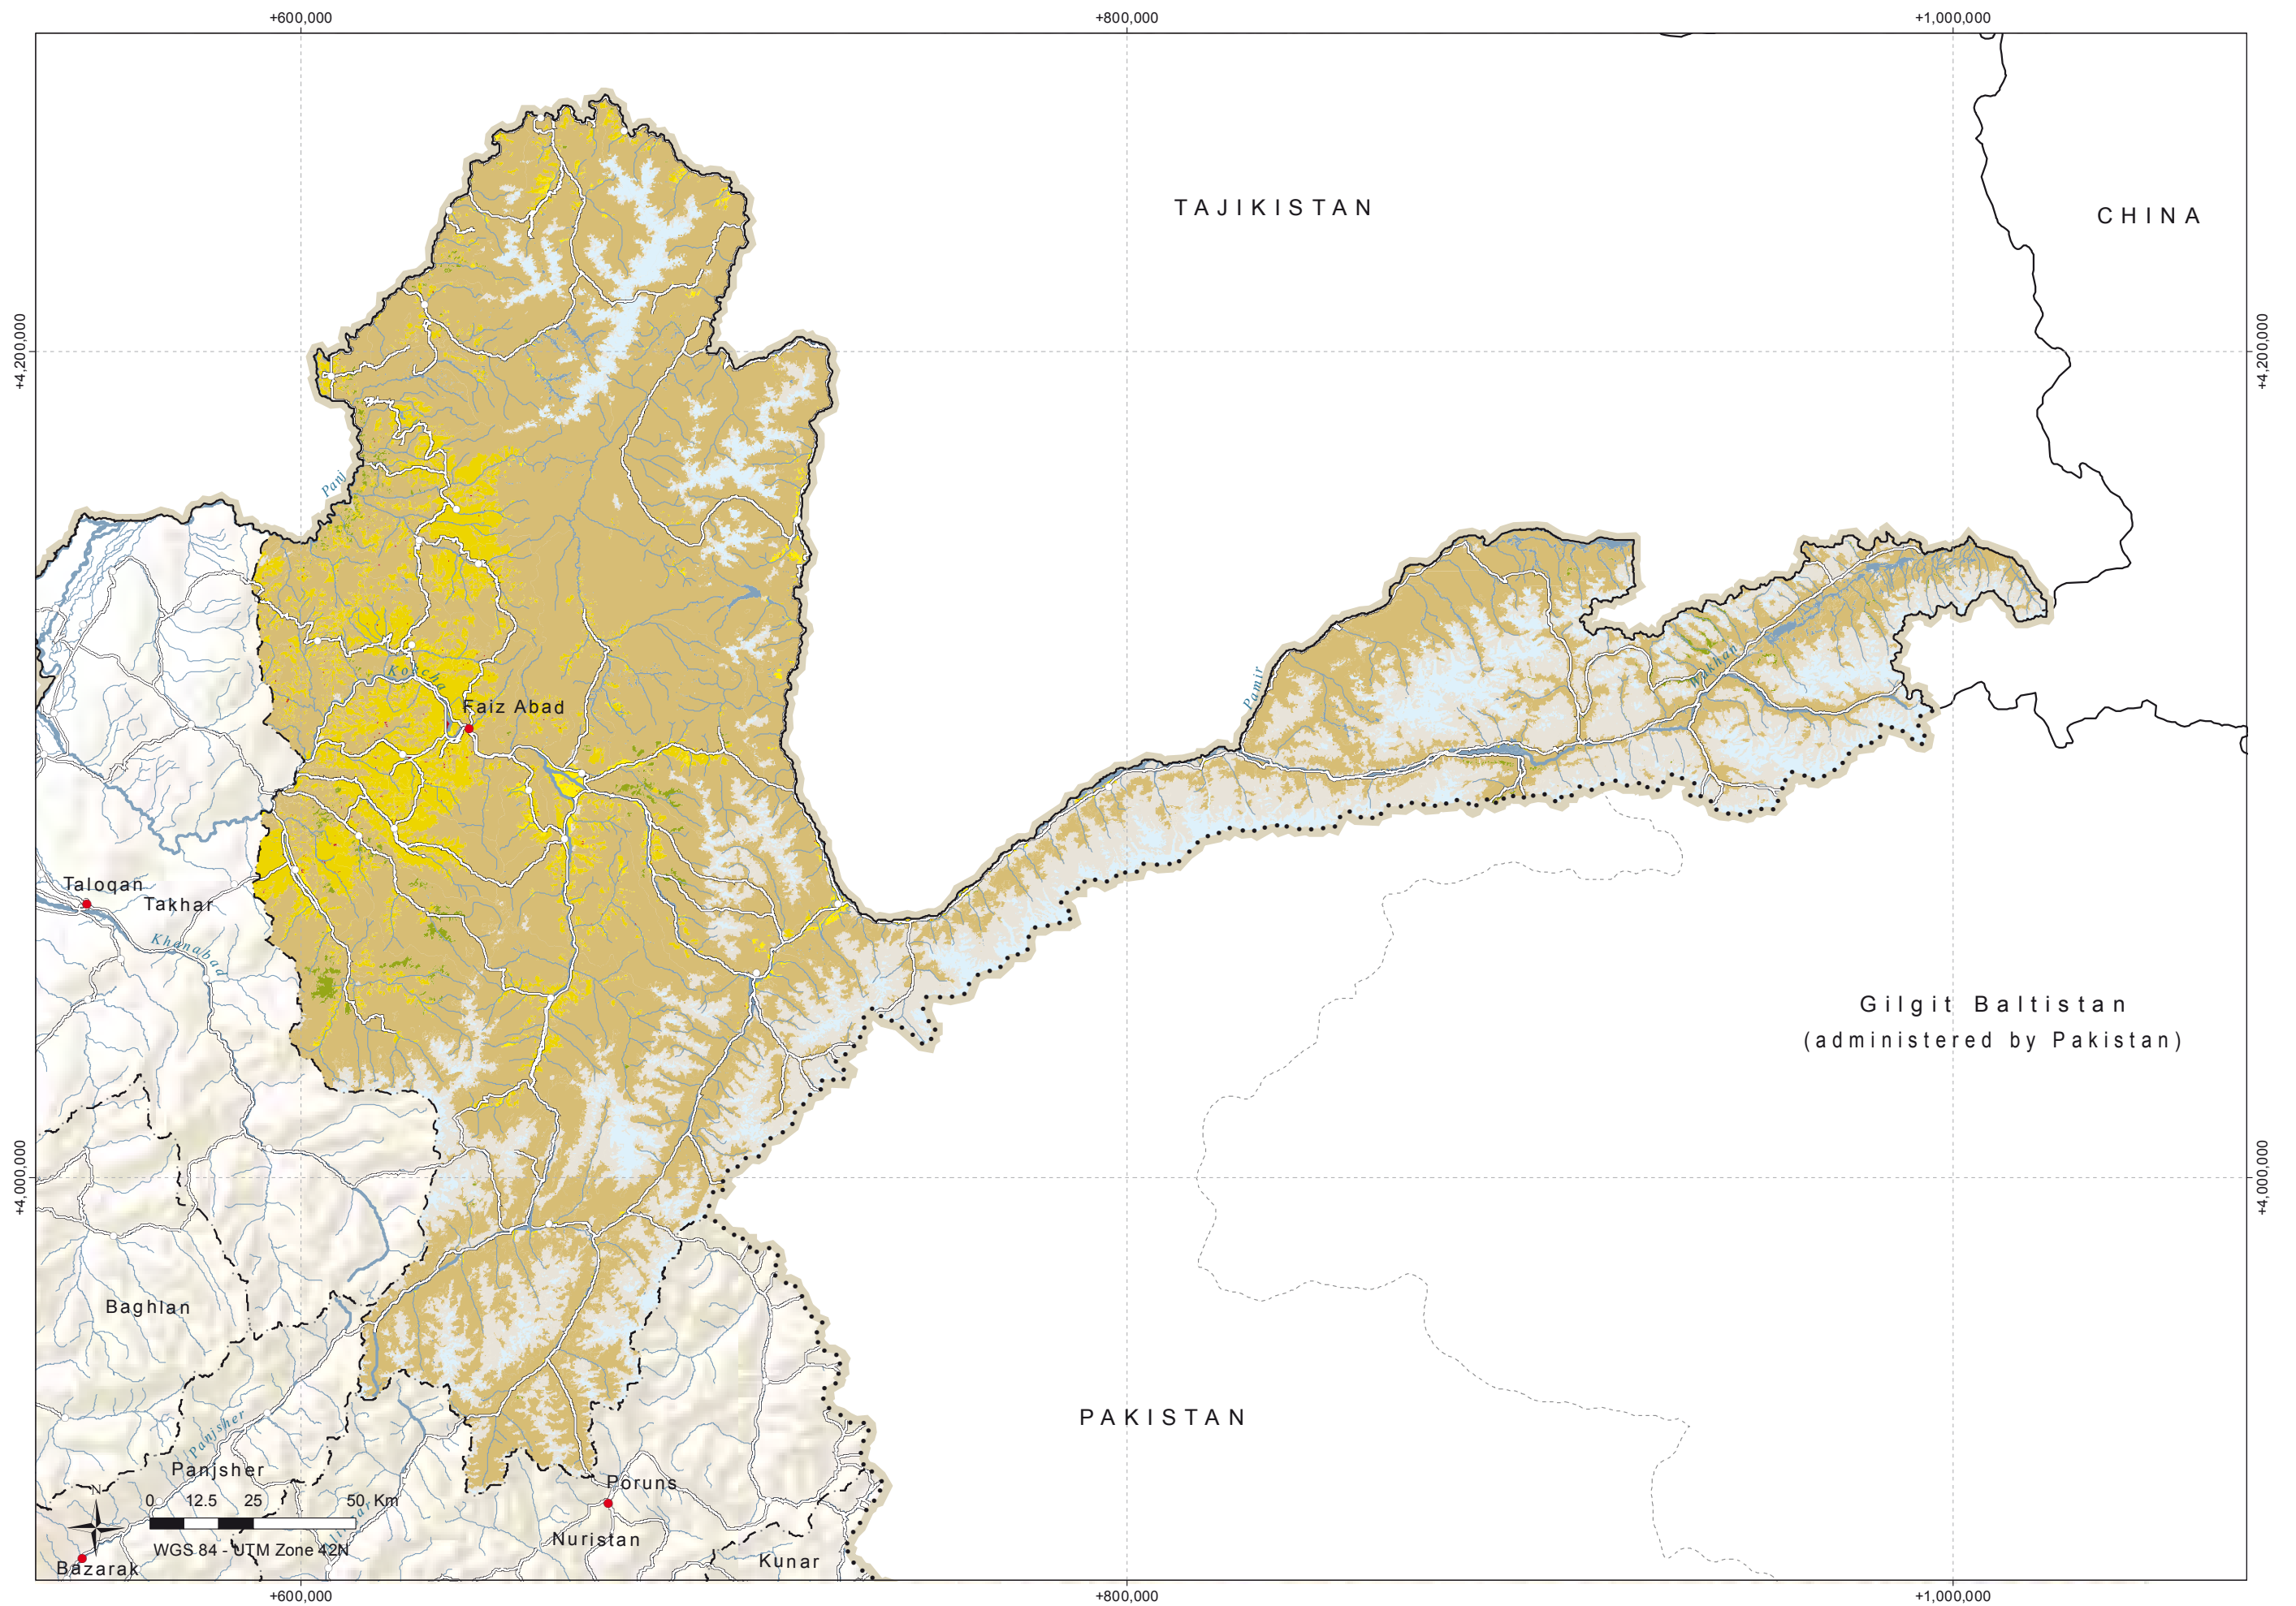 +600,000
+800,000
+1,000,000
TAJIKISTAN
CHINA
+4,200,000
+4,200,000
Panj
Kokcha
Faiz Abad
Pamir
Wakhan
Taloqan
Takhar
Khanabad
Gilgit Baltistan
(administered by Pakistan)
+4,000,000
+4,000,000
Baghlan
PAKISTAN
Panjsher
Panjsher
Poruns
N
0 12.5 25 50 Km
WGS 84 - UTM Zone 42N
Nuristan
Kunar
Bazarak
+600,000
+800,000
+1,000,000